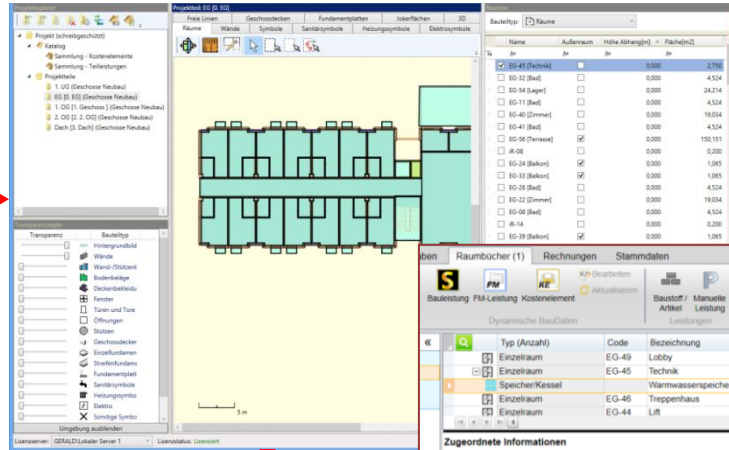 Projektexplorer
Projekt (schreibgeschützt)
Katalog
Sammlung - Kostenelemente
Sammlung - Teilleistungen
Projektteile
1. UG (Geschosse Neubau)
EG [0. EG] (Geschosse Neubau)
1. OG [1. Geschoss ] (Geschosse Neubau)
2. OG [2. 2. OG] (Geschosse Neubau)
Dach [3. Dach] (Geschosse Neubau)
Transparenzregler
Transparenz Bauteiltyp
Hintergrundbild
Wände
Wand-/Stützent
Bodenbeläge
Deckenbekleidu
Fenster
Türen und Tore
Öffnungen
Stützen
Geschossdecker
Einzelfundamen
Streifenfundame
Fundamentplatt
Sanitärsymbole
Heizungssymbo
Elektro
Sonstige Symbo
Umgebung ausblenden
Lizenzserver: GERALD\Lokaler Server 1 Lizenzstatus: Lizenziert
Projektteil: EG [0. EG]
Freie Linien Geschossdecken Fundamentplatten Jokerflächen 3D
Räume Wände Symbole Sanitärsymbole Heizungssymbole Elektrosymbole
5 m
Bauteile
Bauteiltyp: Räume
Name Außenraum Höhe Abhang[m] Fläche[m2]
EG-45 [Technik] 0,000 2,750
EG-32 [Bad] 0,000 4,524
EG-54 [Lager] 0,000 24,214
EG-11 [Bad] 0,000 4,524
EG-40 [Zimmer] 0,000 19,034
EG-41 [Bad] 0,000 4,524
EG-56 [Terrasse] 0,000 150,151
iR-08 0,000 0,200
EG-24 [Balkon] 0,000 1,065
EG-33 [Balkon] 0,000 1,065
EG-26 [Bad] 0,000 4,524
EG-22 [Zimmer] 0,000 19,034
EG-08 [Bad] 0,000 4,524
iR-14 0,000 0,200
EG-39 [Balkon] 0,000 1,065
ben Raumbücher (1) Rechnungen Stammdaten
S FM KE Bearbeiten
Aktualisieren
Bauleistung FM-Leistung Kostenelement Baustoff / Manuelle
Artikel Leistung
Dynamische BauDaten Leistungen
Typ (Anzahl) Code Bezeichnung
Einzelraum EG-49 Lobby
Einzelraum EG-45 Technik
Speicher/Kessel Warmwasserspeiche
Einzelraum EG-46 Treppenhaus
Einzelraum EG-44 Lift
Zugeordnete Informationen